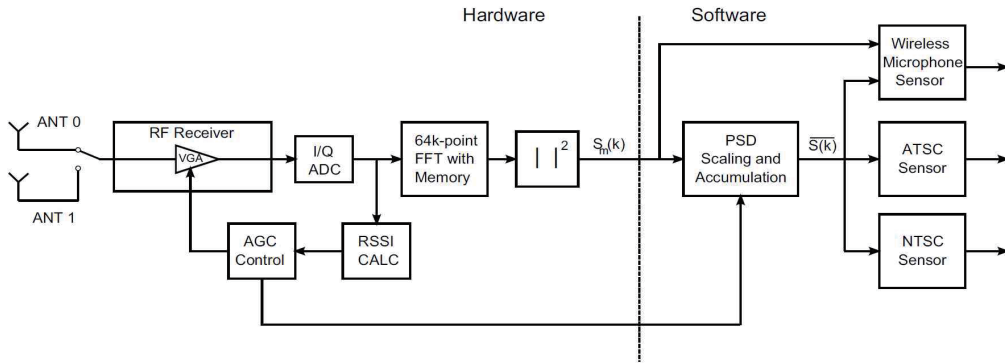 Hardware
Software
ANT 0
ANT 1
RF Receiver
VGA
I/Q
ADC
64k-point
FFT with
Memory
| |²
Sₘ(k)
PSD
Scaling and
Accumulation
S̅(̅k̅)̅
Wireless
Microphone
Sensor
ATSC
Sensor
NTSC
Sensor
AGC
Control
RSSI
CALC